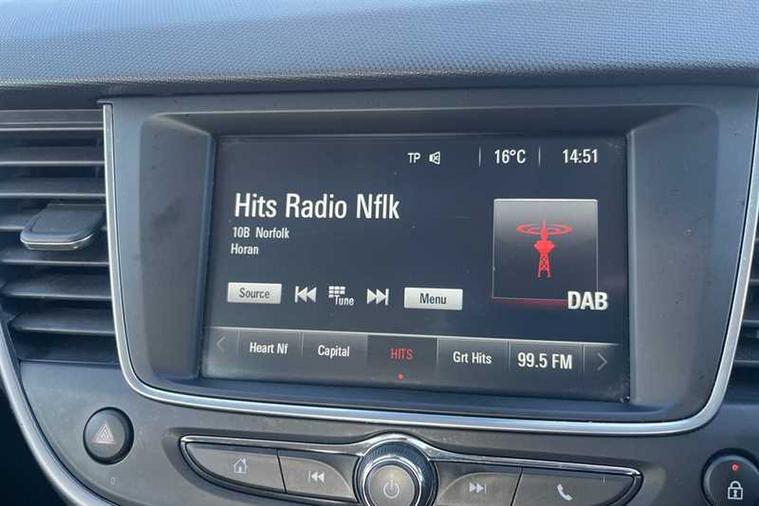 TP 16°C 14:51
Hits Radio Nflk
10B Norfolk
Horan
DAB
Source Tune Menu
Heart Nf Capital HITS Grt Hits 99.5 FM